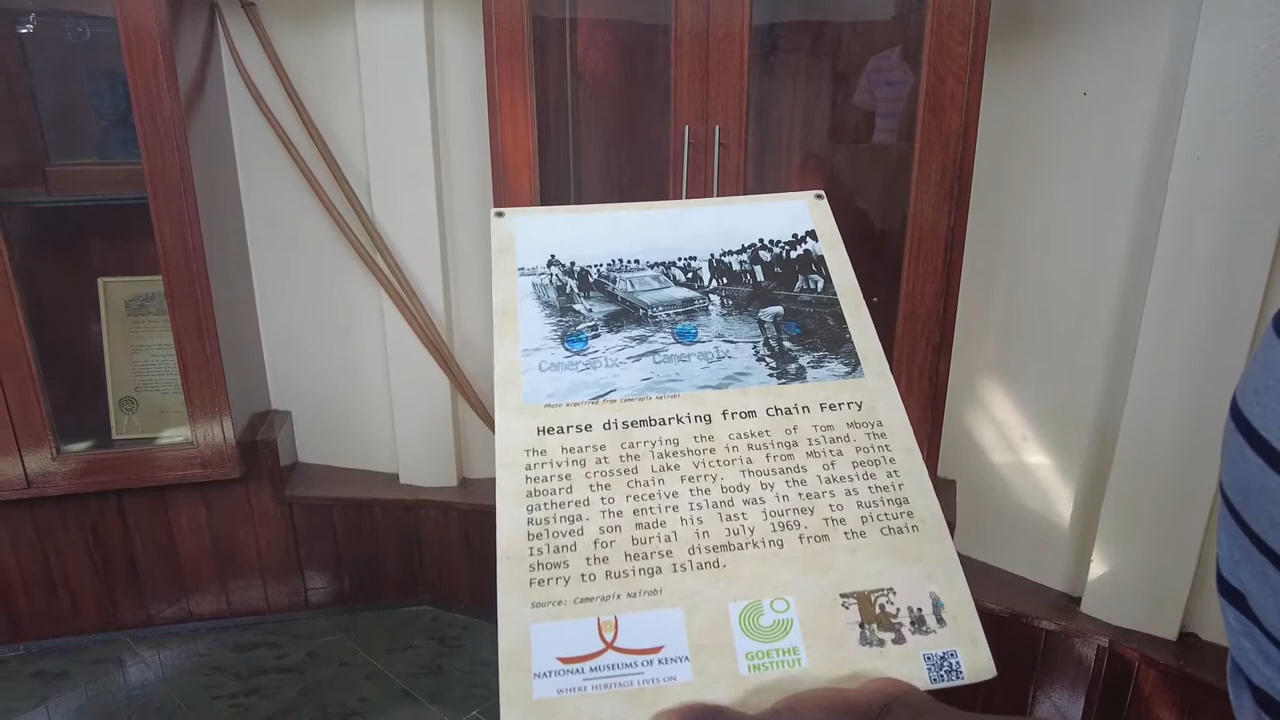 Camerapix Camerapix
Photo acquirred from Camerapix Nairobi
Hearse disembarking from Chain Ferry
The hearse carrying the casket of Tom Mboya
arriving at the lakeshore in Rusinga Island. The
hearse crossed Lake Victoria from Mbita Point
aboard the Chain Ferry. Thousands of people
gathered to receive the body by the lakeside at
Rusinga. The entire Island was in tears as their
beloved son made his last journey to Rusinga
Island for burial in July 1969. The picture
shows the hearse disembarking from the Chain
Ferry to Rusinga Island.
Source: Camerapix Nairobi
NATIONAL MUSEUMS OF KENYA
WHERE HERITAGE LIVES ON
GOETHE
INSTITUT